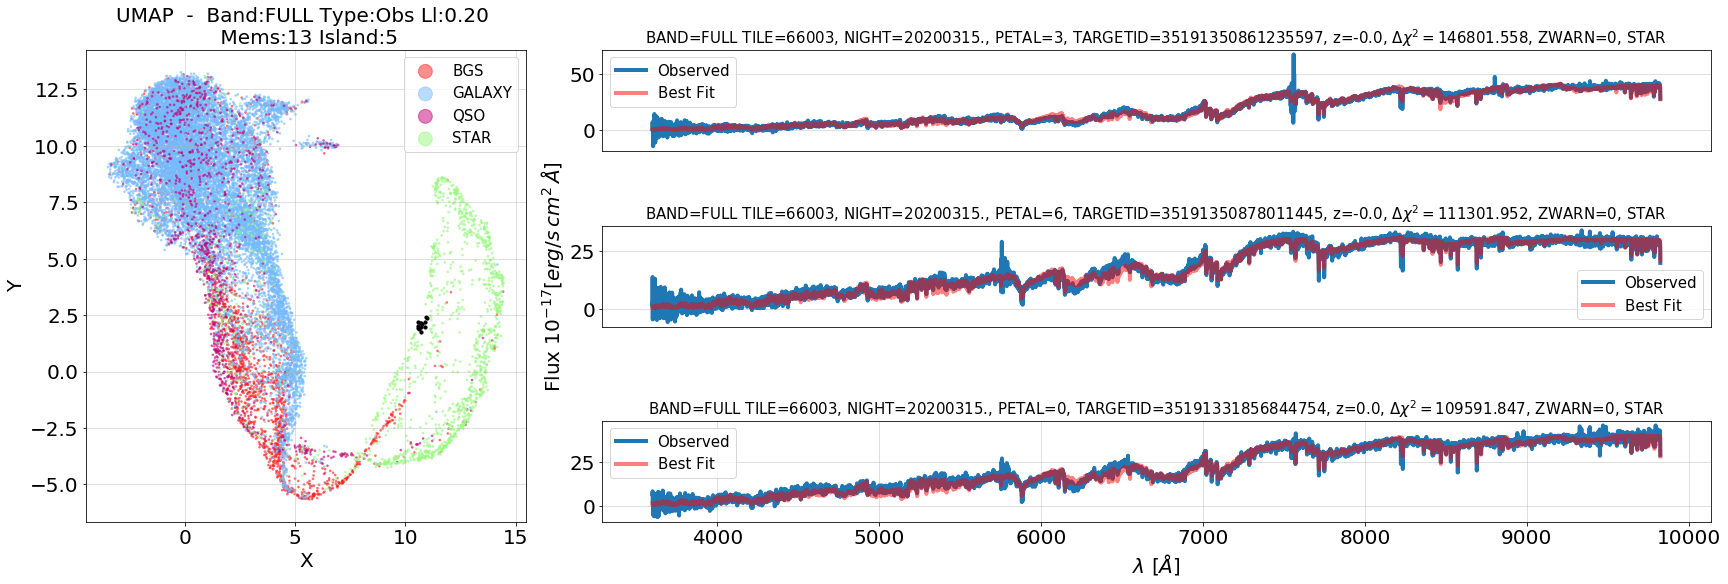 UMAP - Band:FULL Type:Obs Ll:0.20
Mems:13 Island:5
BGS
GALAXY
QSO
STAR
12.5
10.0
7.5
5.0
2.5
0.0
−2.5
−5.0
Y
0
5
10
15
X
BAND=FULL TILE=66003, NIGHT=20200315., PETAL=3, TARGETID=35191350861235597, z=-0.0, Δχ² = 146801.558, ZWARN=0, STAR
Observed
Best Fit
50
0
BAND=FULL TILE=66003, NIGHT=20200315., PETAL=6, TARGETID=35191350878011445, z=-0.0, Δχ² = 111301.952, ZWARN=0, STAR
Observed
Best Fit
25
0
Flux 10⁻¹⁷[erg/s cm² Å]
BAND=FULL TILE=66003, NIGHT=20200315., PETAL=0, TARGETID=35191331856844754, z=0.0, Δχ² = 109591.847, ZWARN=0, STAR
Observed
Best Fit
25
0
4000
5000
6000
7000
8000
9000
10000
λ [Å]